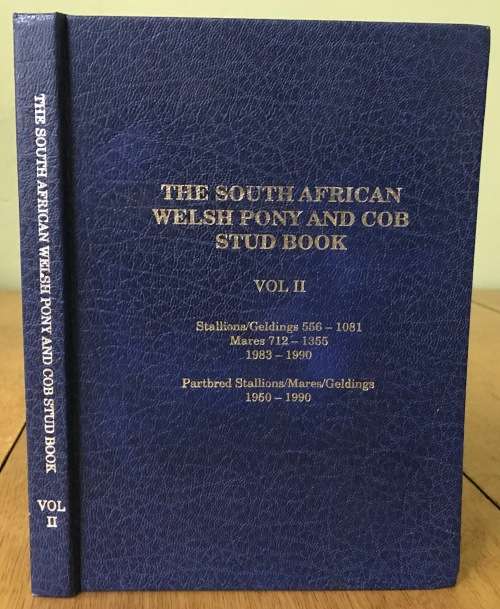 THE SOUTH AFRICAN WELSH PONY AND COB STUD BOOK
VOL
II
THE SOUTH AFRICAN
WELSH PONY AND COB
STUD BOOK
VOL II
Stallions/Geldings 556 – 1081
Mares 712 – 1355
1983 – 1990
Partbred Stallions/Mares/Geldings
1950 – 1990